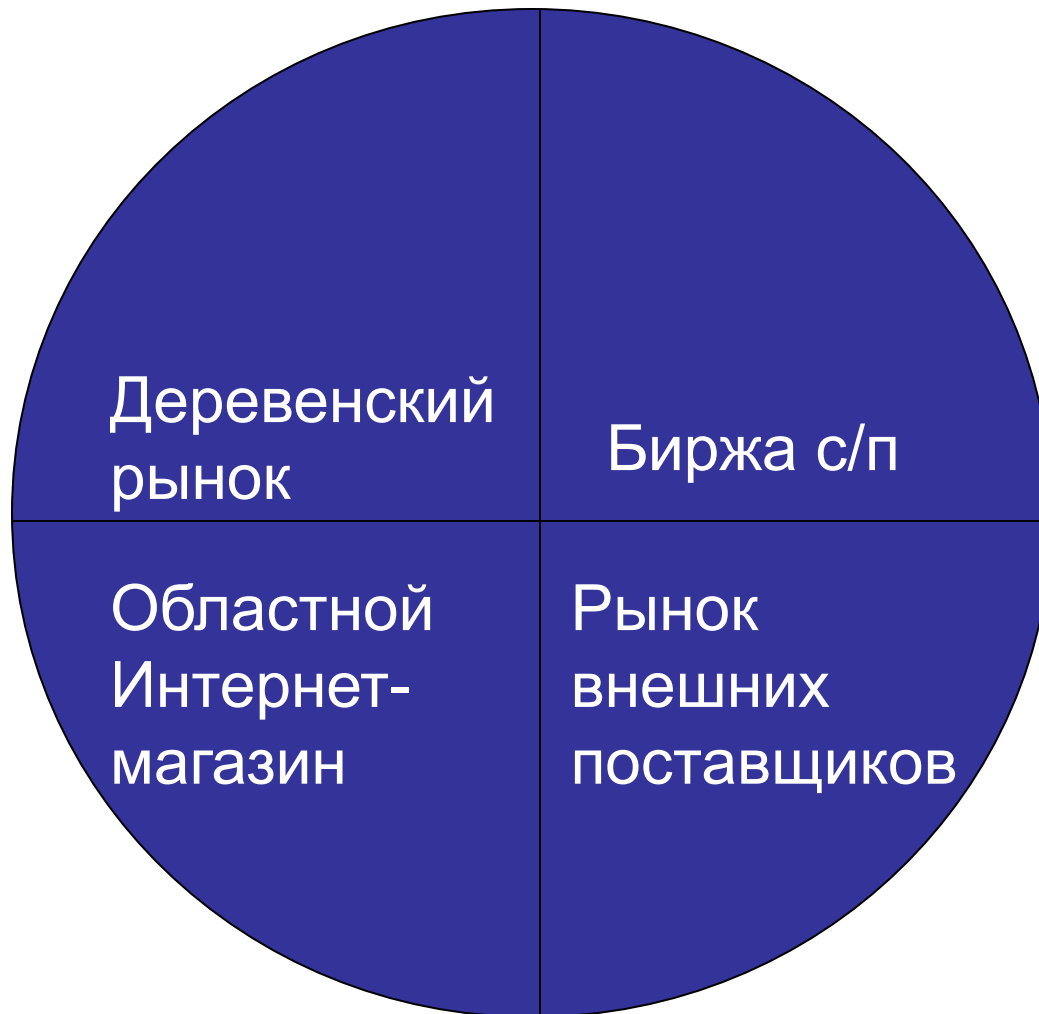 Деревенский
рынок
Биржа с/п
Областной
Интернет-
магазин
Рынок
внешних
поставщиков